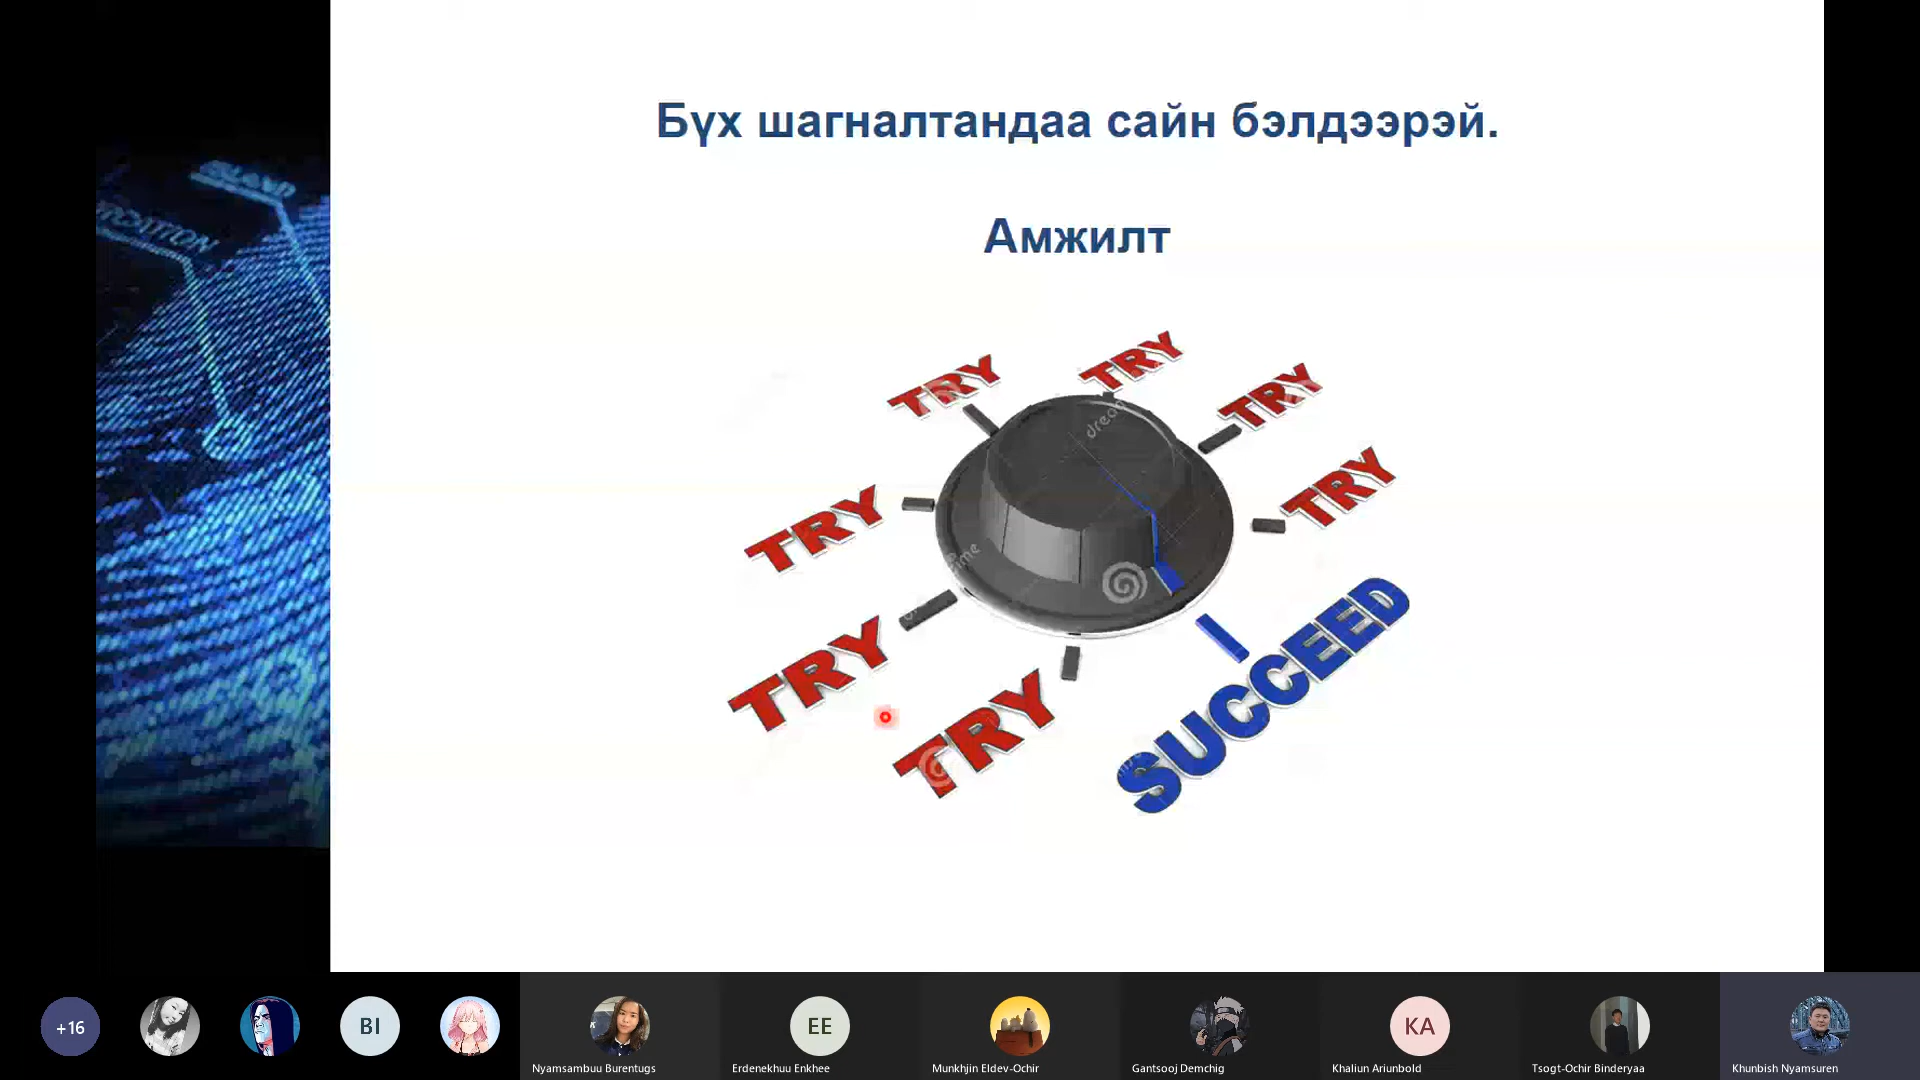 Бүх шагналтандаа сайн бэлдээрэй.
Амжилт
TRY
TRY
TRY
TRY
TRY
TRY
TRY
SUCCEED
+16
BI
EE
KA
Nyamsambuu Burentugs
Erdenekhuu Enkhee
Munkhjin Eldev-Ochir
Gantsooj Demchig
Khaliun Ariunbold
Tsogt-Ochir Binderyaa
Khunbish Nyamsuren